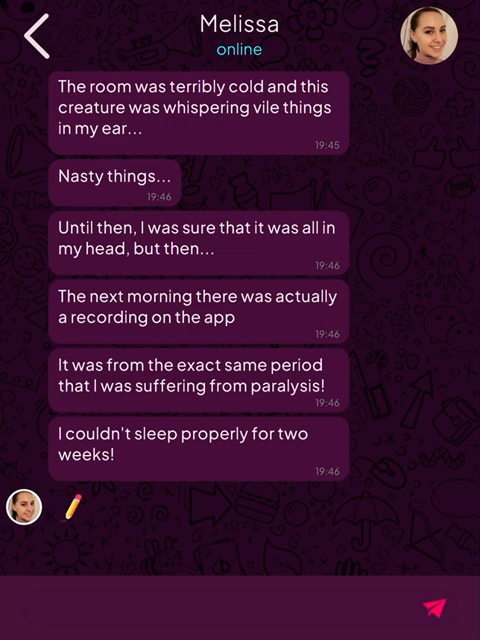 Melissa
online
The room was terribly cold and this
creature was whispering vile things
in my ear...
19:45
Nasty things...
19:46
Until then, I was sure that it was all in
my head, but then...
19:46
The next morning there was actually
a recording on the app
19:46
It was from the exact same period
that I was suffering from paralysis!
19:46
I couldn't sleep properly for two
weeks!
19:46